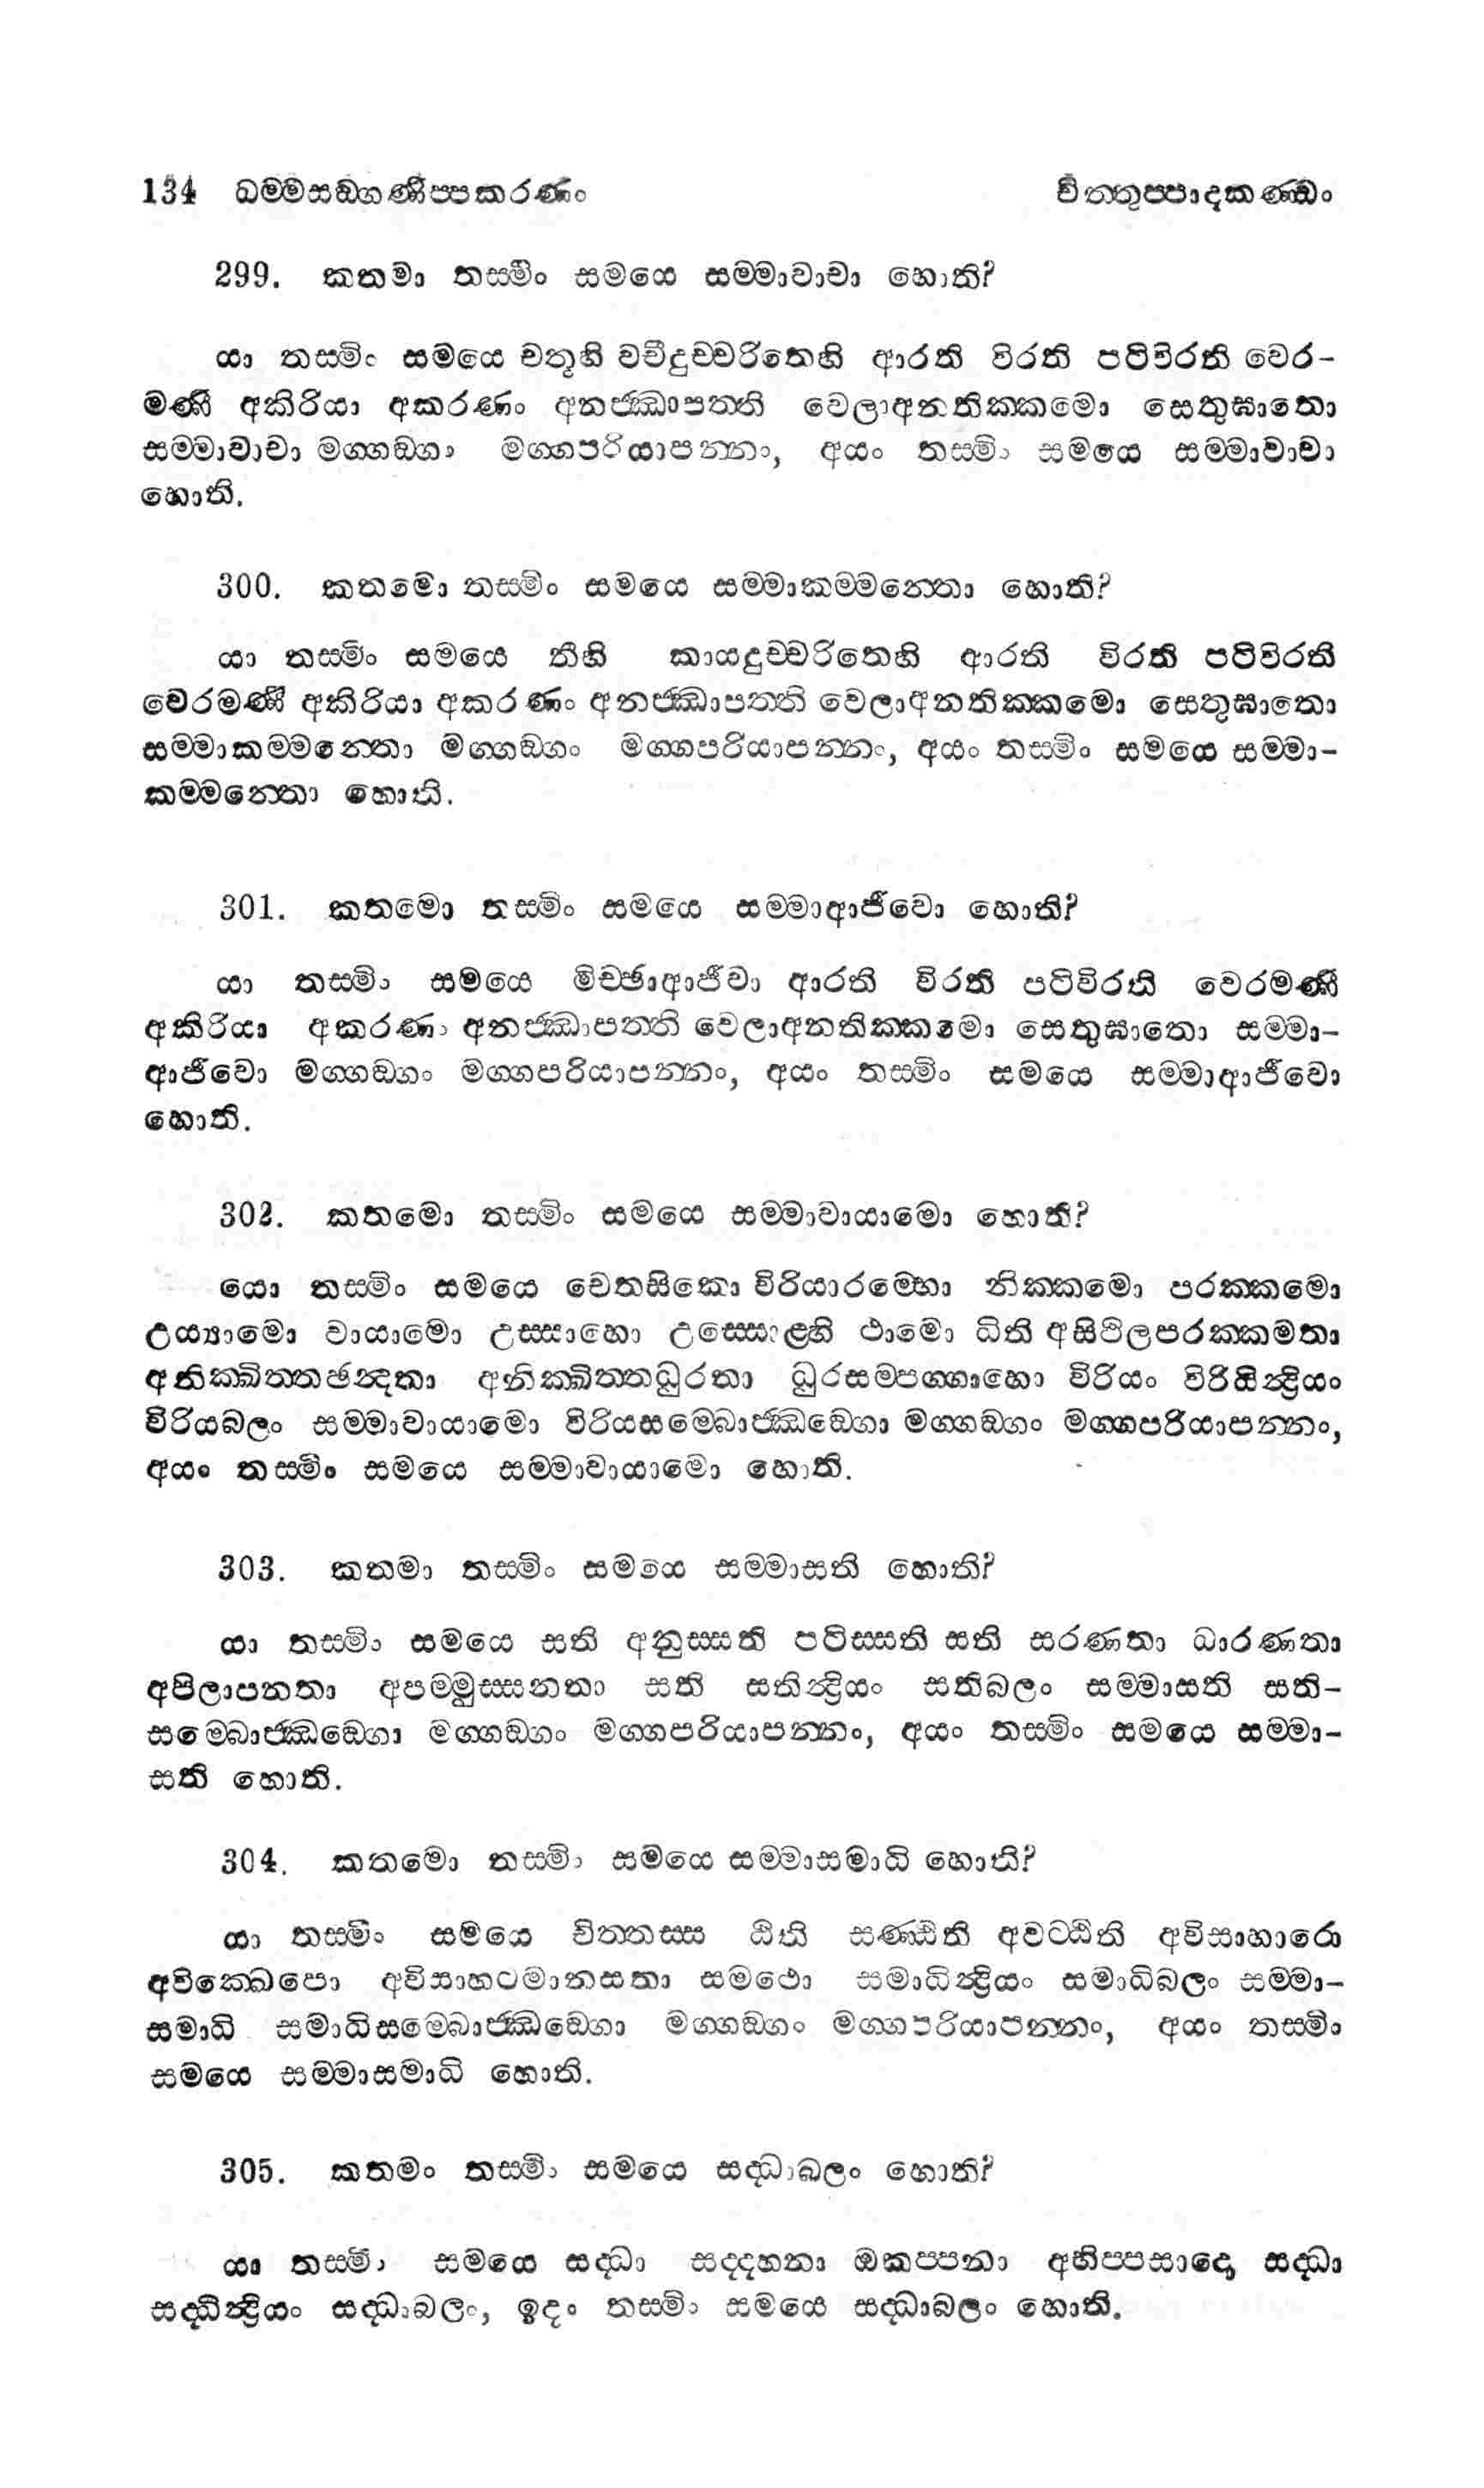 134 ධම්මසඞ්ගණිප්පකරණං චිත්තුප්පාදකණ්ඩං
299. කතමා තස්මිං සමයෙ සම්මාවාචා හොති?
යා තස්මිං සමයෙ චතූහි වචීදුච්චරිතෙහි ආරති විරති පටිවිරති වෙර-
මණී අකිරියා අකරණං අනජ්ඣාපත්ති වෙලාඅනතික්කමො සෙතුඝාතො
සම්මාවාචා මග්ගඞ්ගං මග්ගපරියාපන්නං, අයං තස්මිං සමයෙ සම්මාවාචා
හොති.
300. කතමො තස්මිං සමයෙ සම්මාකම්මන්තො හොති?
යා තස්මිං සමයෙ තීහි කායදුච්චරිතෙහි ආරති විරති පටිවිරති
වෙරමණී අකිරියා අකරණං අනජ්ඣාපත්ති වෙලාඅනතික්කමො සෙතුඝාතො
සම්මාකම්මන්තො මග්ගඞ්ගං මග්ගපරියාපන්නං, අයං තස්මිං සමයෙ සම්මා-
කම්මන්තො හොති.
301. කතමො තස්මිං සමයෙ සම්මාආජීවො හොති?
යා තස්මිං සමයෙ මිච්ඡාආජීවා ආරති විරති පටිවිරති වෙරමණී
අකිරියා අකරණං අනජ්ඣාපත්ති වෙලාඅනතික්කමො සෙතුඝාතො සම්මා-
ආජීවො මග්ගඞ්ගං මග්ගපරියාපන්නං, අයං තස්මිං සමයෙ සම්මාආජීවො
හොති.
302. කතමො තස්මිං සමයෙ සම්මාවායාමො හොති?
යො තස්මිං සමයෙ චෙතසිකො විරියාරම්භො නික්කමො පරක්කමො
උය්‍යාමො වායාමො උස්සාහො උස්සොළ්හි ථාමො ධිති අසිථිලපරක්කමතා
අනික්ඛිත්තඡන්දතා අනික්ඛිත්තධුරතා ධුරසම්පග්ගාහො විරියං විරියින්ද්‍රියං
විරියබලං සම්මාවායාමො විරියසම්බොජ්ඣඞ්ගො මග්ගඞ්ගං මග්ගපරියාපන්නං,
අයං තස්මිං සමයෙ සම්මාවායාමො හොති.
303. කතමා තස්මිං සමයෙ සම්මාසති හොති?
යා තස්මිං සමයෙ සති අනුස්සති පටිස්සති සති සරණතා ධාරණතා
අපිලාපනතා අපම්මුස්සනතා සති සතින්ද්‍රියං සතිබලං සම්මාසති සති-
සම්බොජ්ඣඞ්ගො මග්ගඞ්ගං මග්ගපරියාපන්නං, අයං තස්මිං සමයෙ සම්මා-
සති හොති.
304. කතමො තස්මිං සමයෙ සම්මාසමාධි හොති?
යා තස්මිං සමයෙ චිත්තස්ස ඨිති සණ්ඨිති අවට්ඨිති අවිසාහාරො
අවික්ඛෙපො අවිසාහටමානසතා සමථො සමාධින්ද්‍රියං සමාධිබලං සම්මා-
සමාධි සමාධිසම්බොජ්ඣඞ්ගො මග්ගඞ්ගං මග්ගපරියාපන්නං, අයං තස්මිං
සමයෙ සම්මාසමාධි හොති.
305. කතමං තස්මිං සමයෙ සද්ධාබලං හොති?
යා තස්මිං සමයෙ සද්ධා සද්දහනා ඔකප්පනා අභිප්පසාදො සද්ධා
සද්ධින්ද්‍රියං සද්ධාබලං, ඉදං තස්මිං සමයෙ සද්ධාබලං හොති.